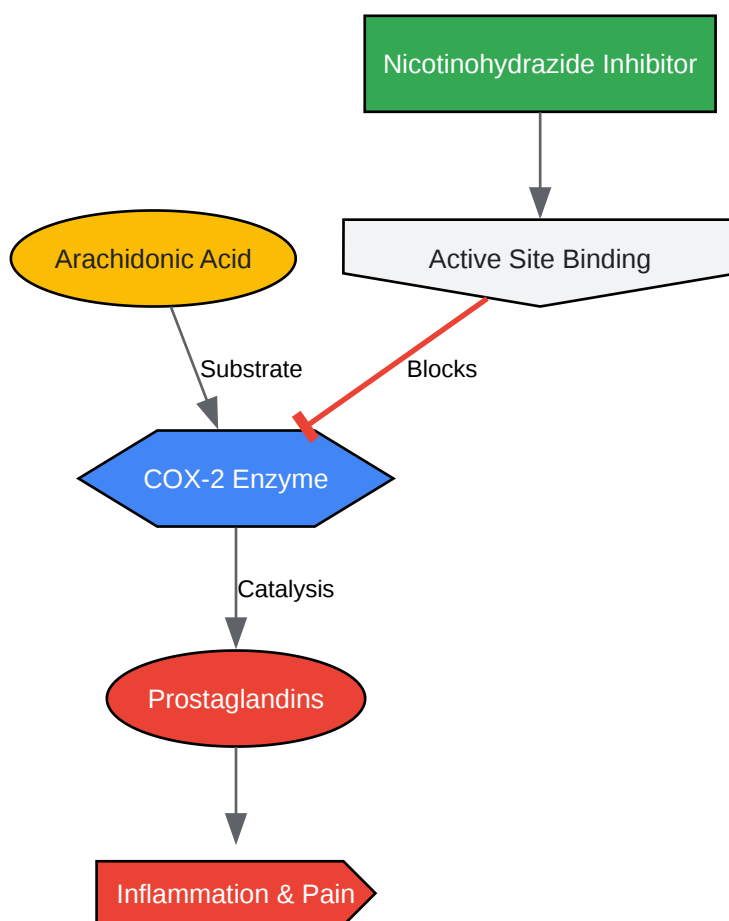 Nicotinohydrazide Inhibitor
Arachidonic Acid
Active Site Binding
Substrate
Blocks
COX-2 Enzyme
Catalysis
Prostaglandins
Inflammation & Pain